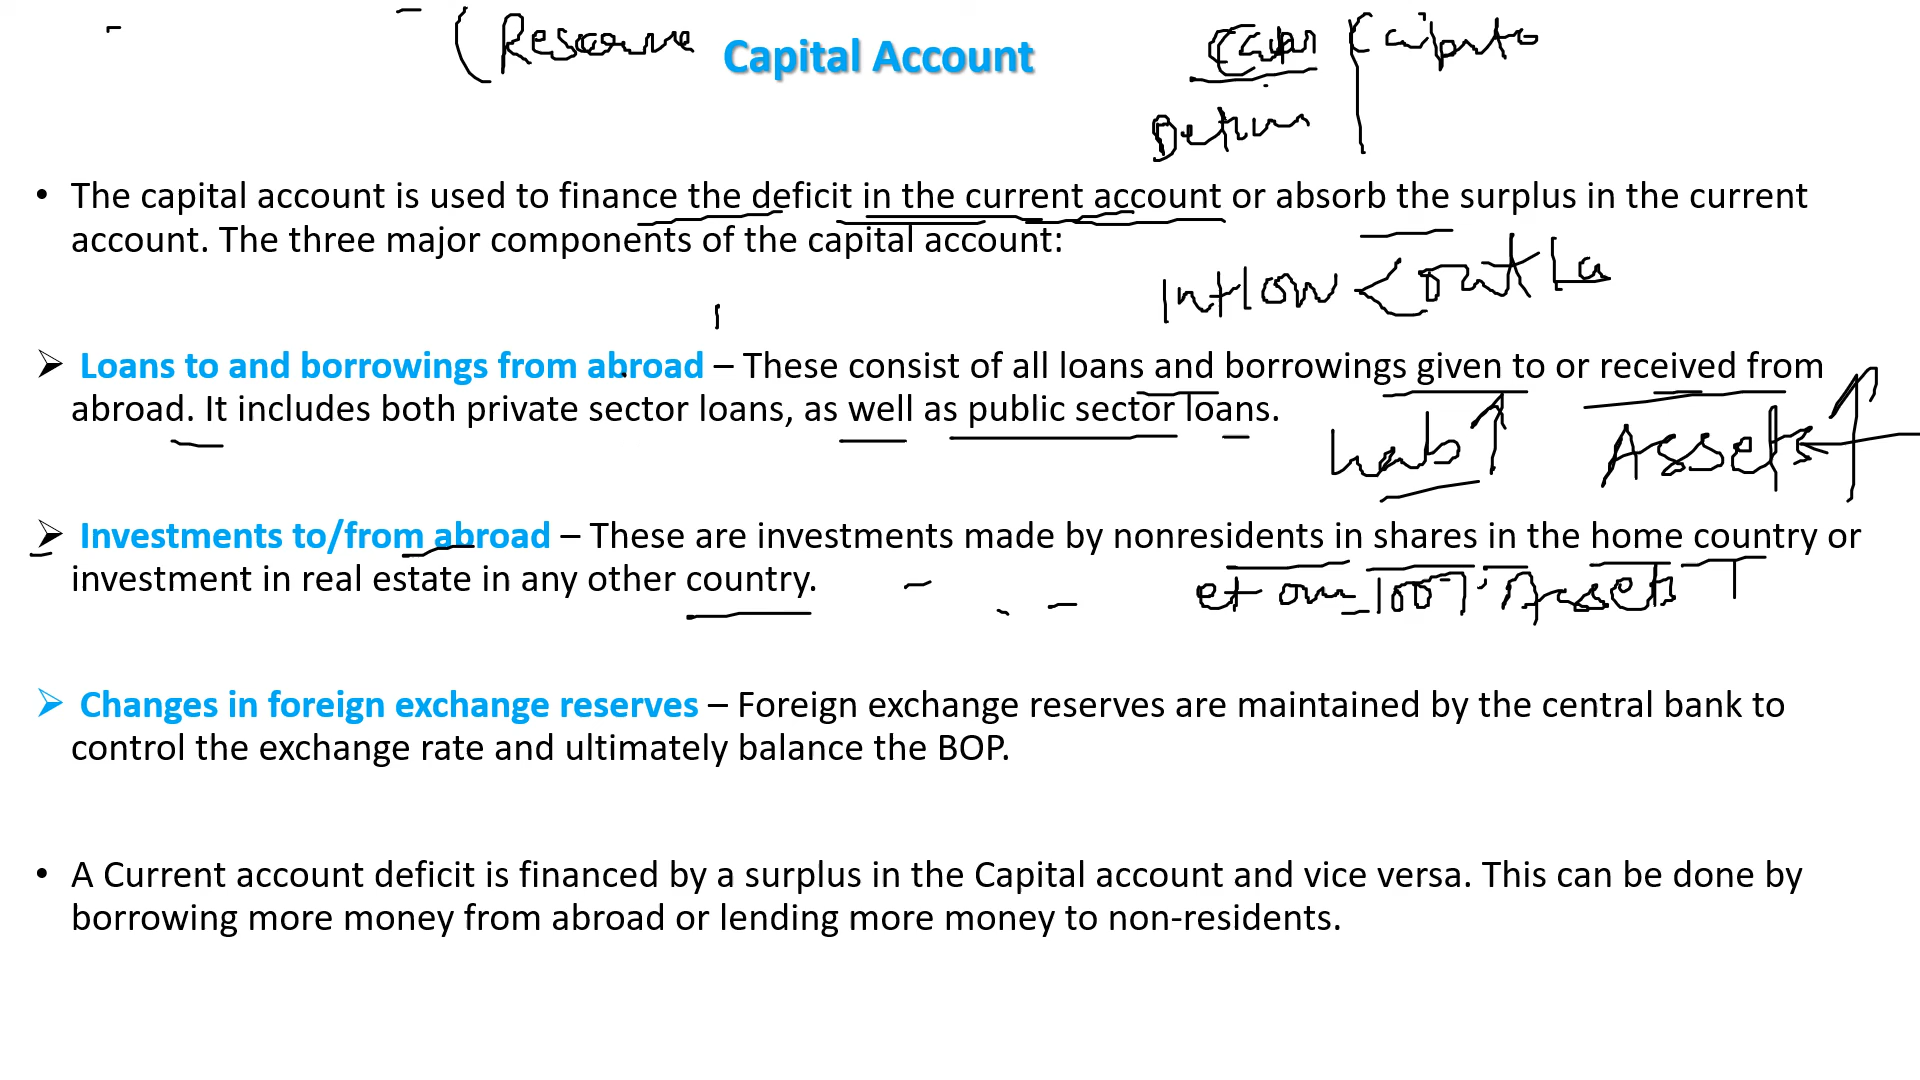 (Resourve
Capital Account
• The capital account is used to finance the deficit in the current account or absorb the surplus in the current
account. The three major components of the capital account:
Inflow <
➢ Loans to and borrowings from abroad – These consist of all loans and borrowings given to or received from
abroad. It includes both private sector loans, as well as public sector loans.
Assets
➢ Investments to/from abroad – These are investments made by nonresidents in shares in the home country or
investment in real estate in any other country.
100% Assets
➢ Changes in foreign exchange reserves – Foreign exchange reserves are maintained by the central bank to
control the exchange rate and ultimately balance the BOP.
• A Current account deficit is financed by a surplus in the Capital account and vice versa. This can be done by
borrowing more money from abroad or lending more money to non-residents.